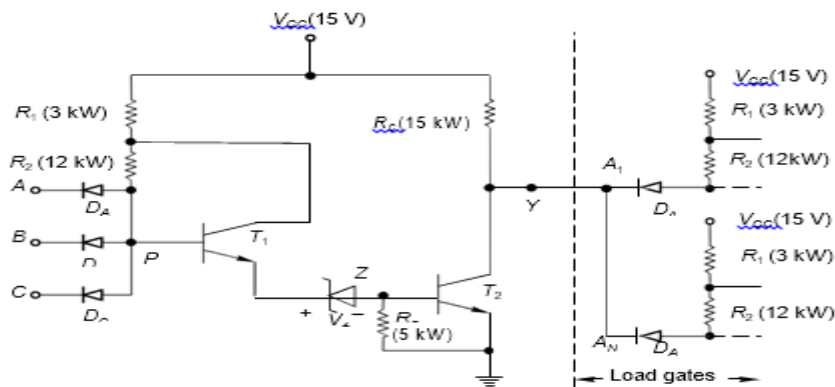 VCC(15 V)
R1 (3 kW)
R2 (12 kW)
RC(15 kW)
A
DA
B
D
P
C
T1
Z
+
−
T2
(5 kW)
Y
A1
VCC(15 V)
R1 (3 kW)
R2 (12kW)
VCC(15 V)
R1 (3 kW)
R2 (12 kW)
AN
DA
Load gates